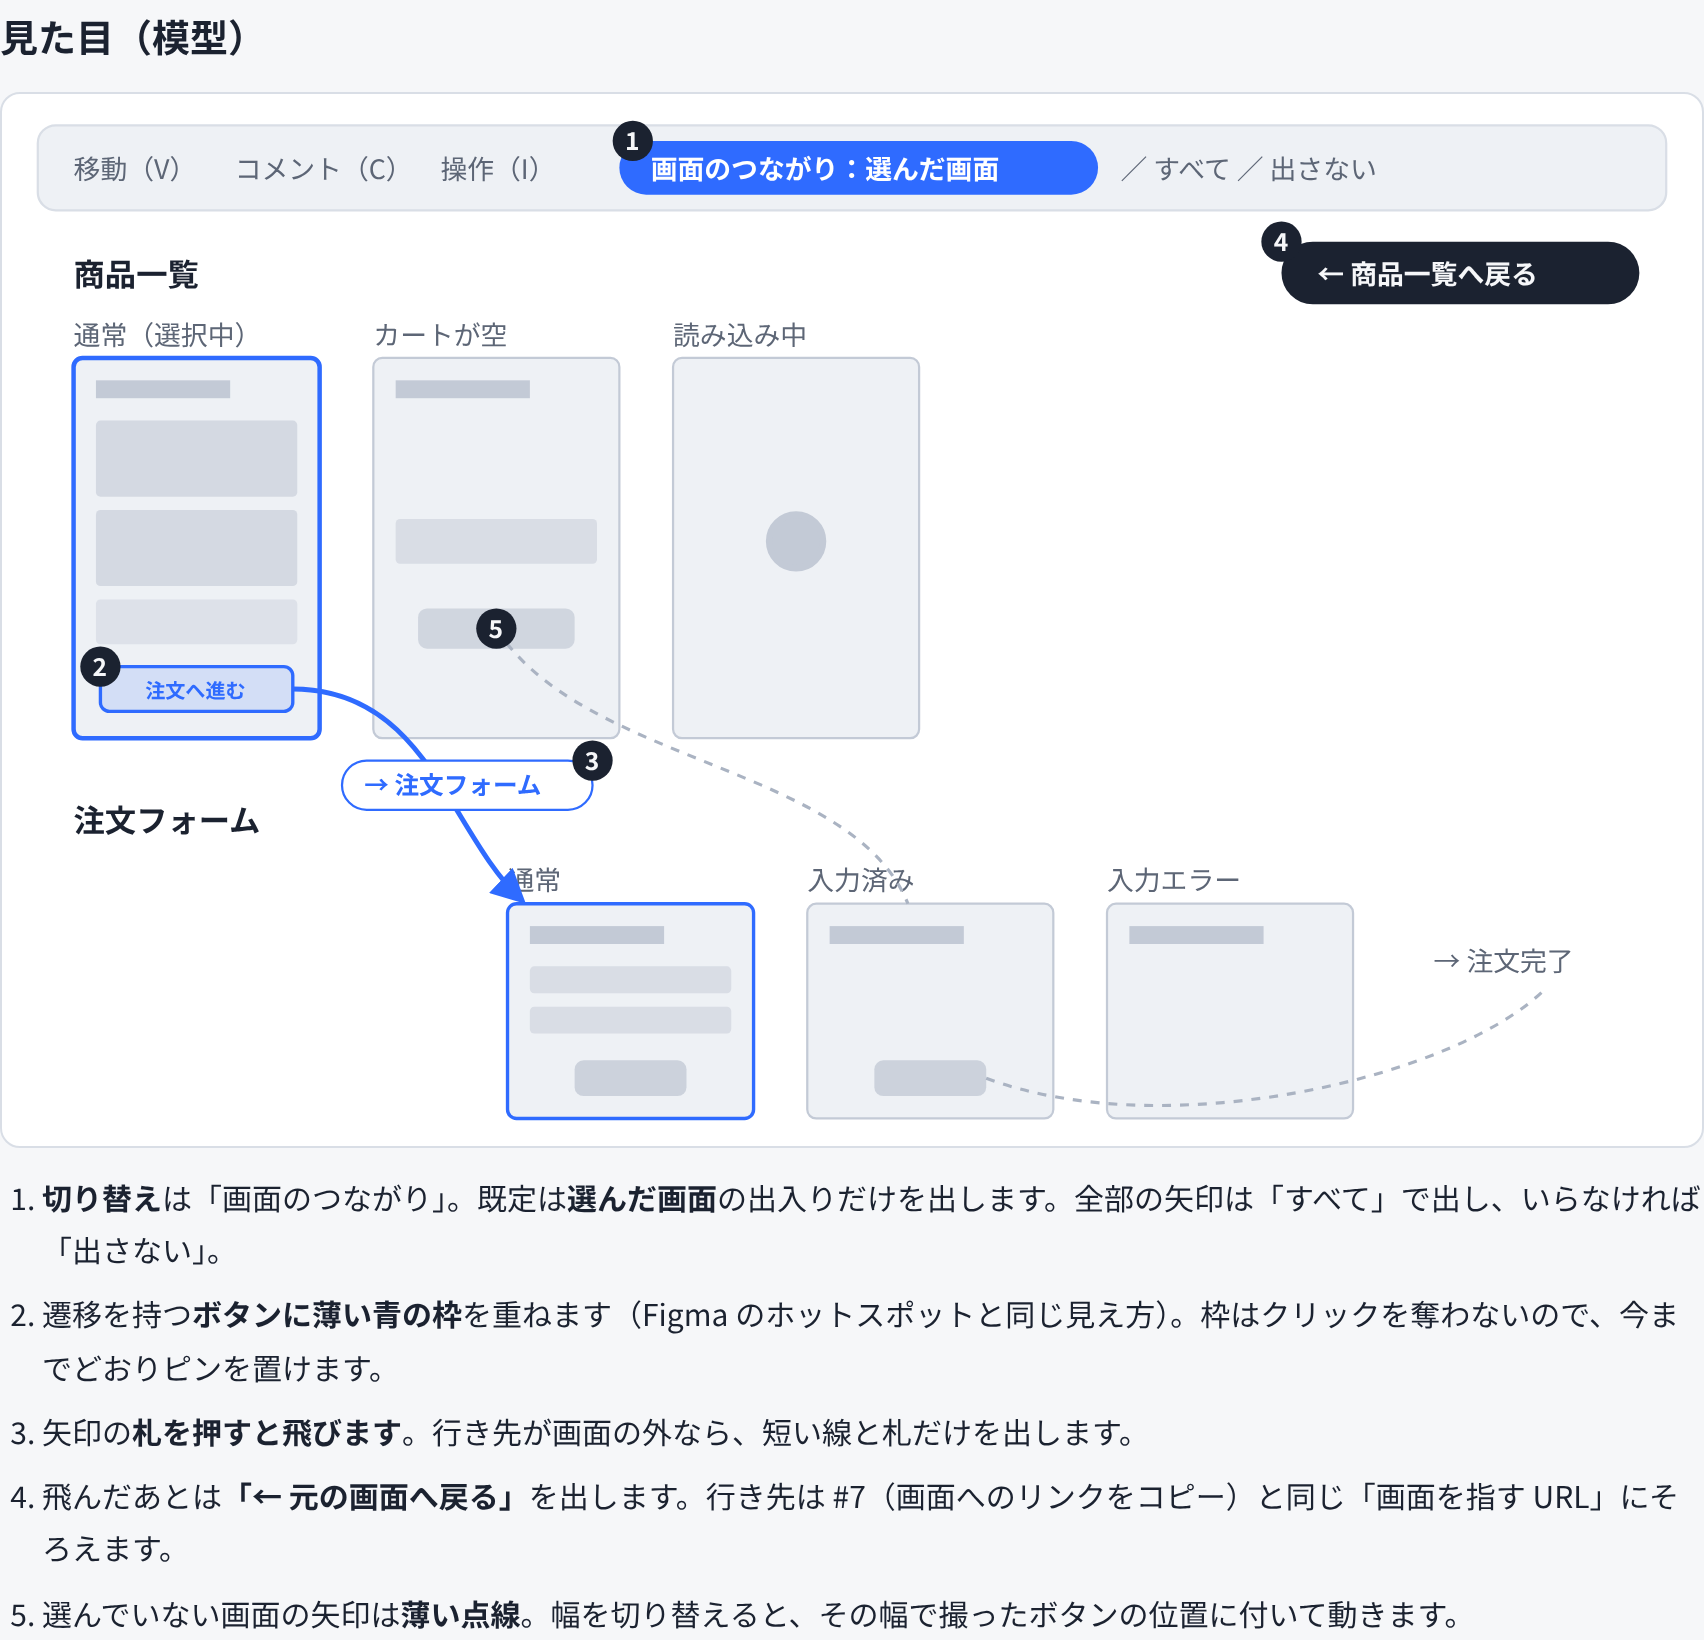 見た目（模型）
移動（V） コメント（C） 操作（I） 1 画面のつながり：選んだ画面 ／ すべて ／ 出さない
商品一覧
4
← 商品一覧へ戻る
通常（選択中） カートが空 読み込み中
5
2
注文へ進む
3
→ 注文フォーム
注文フォーム
通常 入力済み 入力エラー
→ 注文完了
1. 切り替えは「画面のつながり」。既定は選んだ画面の出入りだけを出します。全部の矢印は「すべて」で出し、いらなければ
「出さない」。
2. 遷移を持つボタンに薄い青の枠を重ねます（Figma のホットスポットと同じ見え方）。枠はクリックを奪わないので、今ま
でどおりピンを置けます。
3. 矢印の札を押すと飛びます。行き先が画面の外なら、短い線と札だけを出します。
4. 飛んだあとは「← 元の画面へ戻る」を出します。行き先は #7（画面へのリンクをコピー）と同じ「画面を指す URL」にそ
ろえます。
5. 選んでいない画面の矢印は薄い点線。幅を切り替えると、その幅で撮ったボタンの位置に付いて動きます。